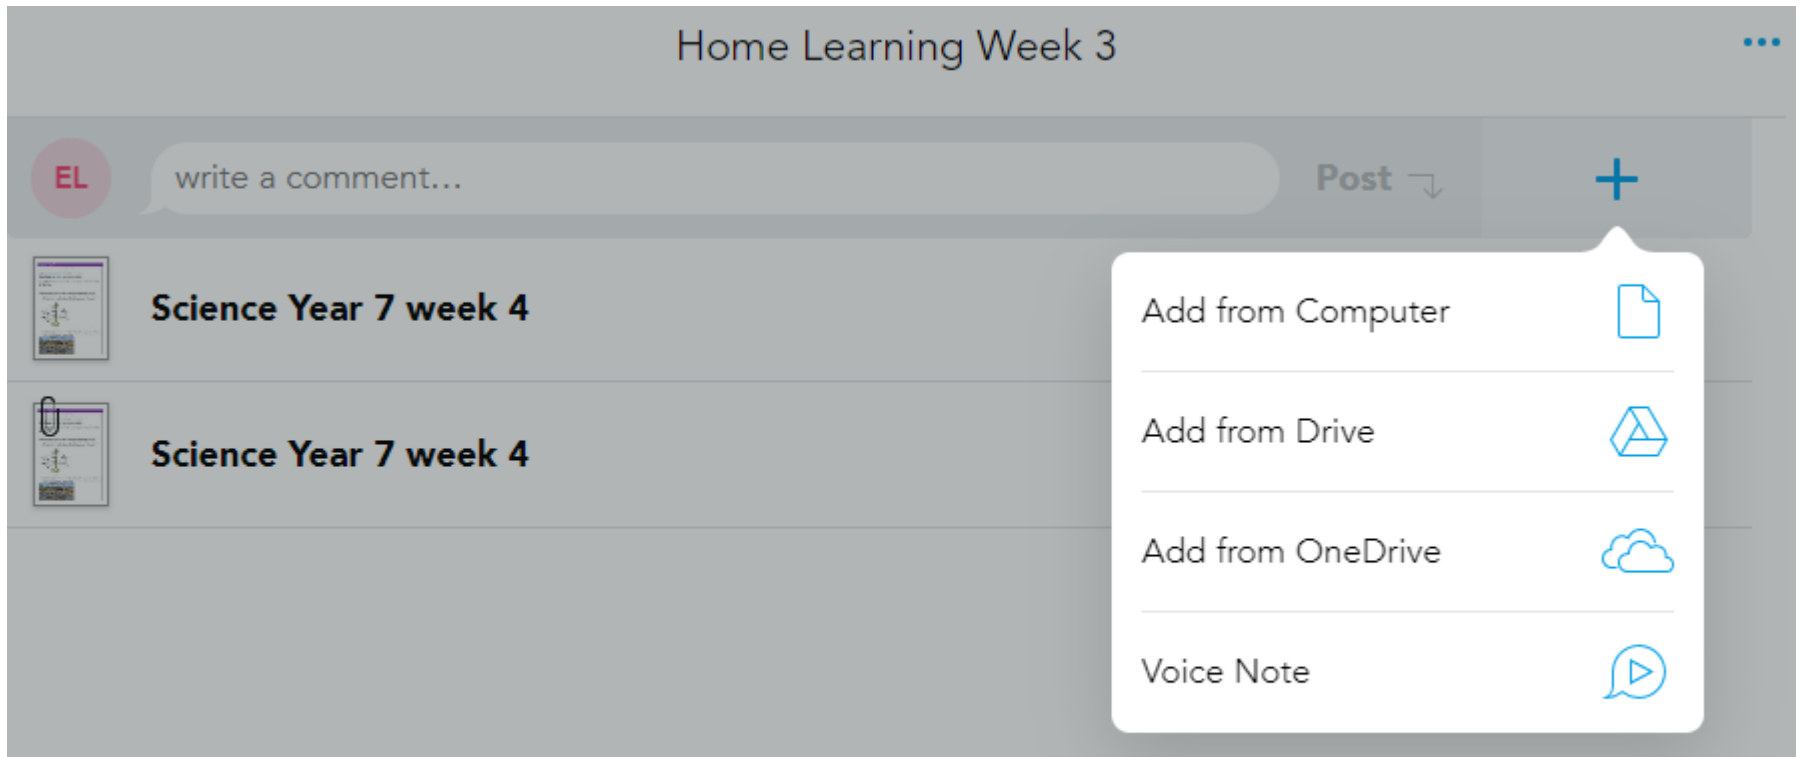 Home Learning Week 3
EL
write a comment...
Post
Science Year 7 week 4
Science Year 7 week 4
Add from Computer
Add from Drive
Add from OneDrive
Voice Note